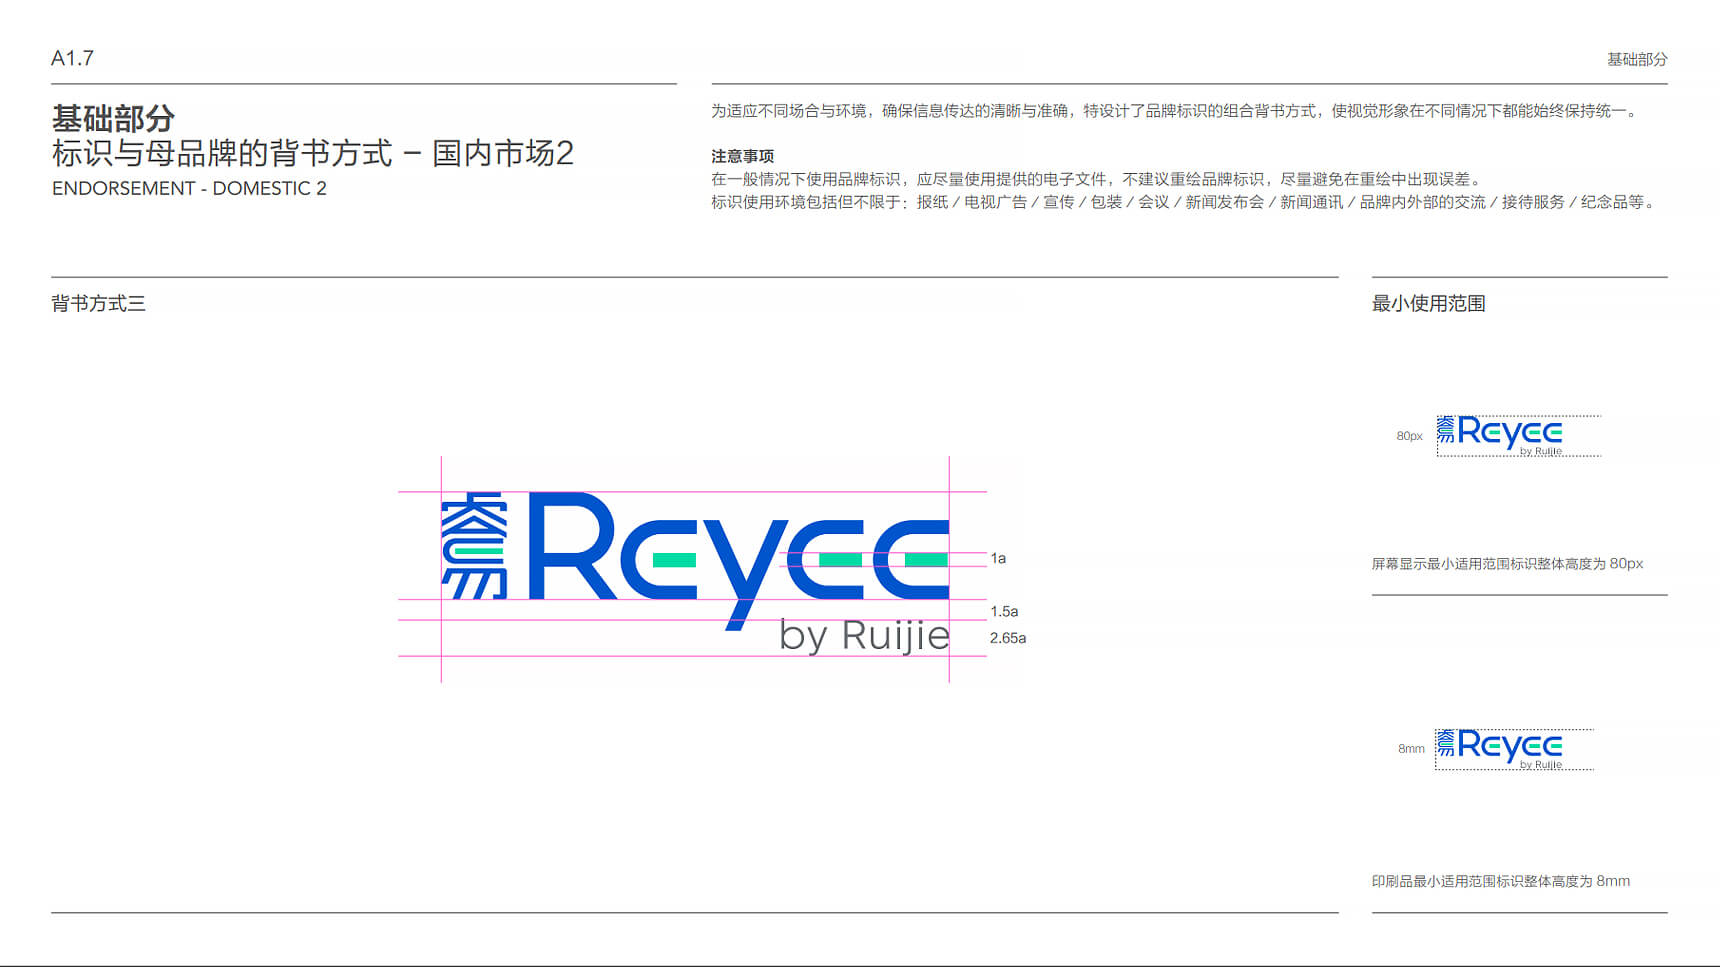 A1.7
基础部分
基础部分
标识与母品牌的背书方式 – 国内市场2
ENDORSEMENT - DOMESTIC 2
为适应不同场合与环境，确保信息传达的清晰与准确，特设计了品牌标识的组合背书方式，使视觉形象在不同情况下都能始终保持统一。
注意事项
在一般情况下使用品牌标识，应尽量使用提供的电子文件，不建议重绘品牌标识，尽量避免在重绘中出现误差。
标识使用环境包括但不限于：报纸 / 电视广告 / 宣传 / 包装 / 会议 / 新闻发布会 / 新闻通讯 / 品牌内外部的交流 / 接待服务 / 纪念品等。
背书方式三
睿易 Reyee
by Ruijie
1a
1.5a
2.65a
最小使用范围
80px
睿易 Reyee
by Ruijie
屏幕显示最小适用范围标识整体高度为 80px
8mm
睿易 Reyee
by Ruijie
印刷品最小适用范围标识整体高度为 8mm